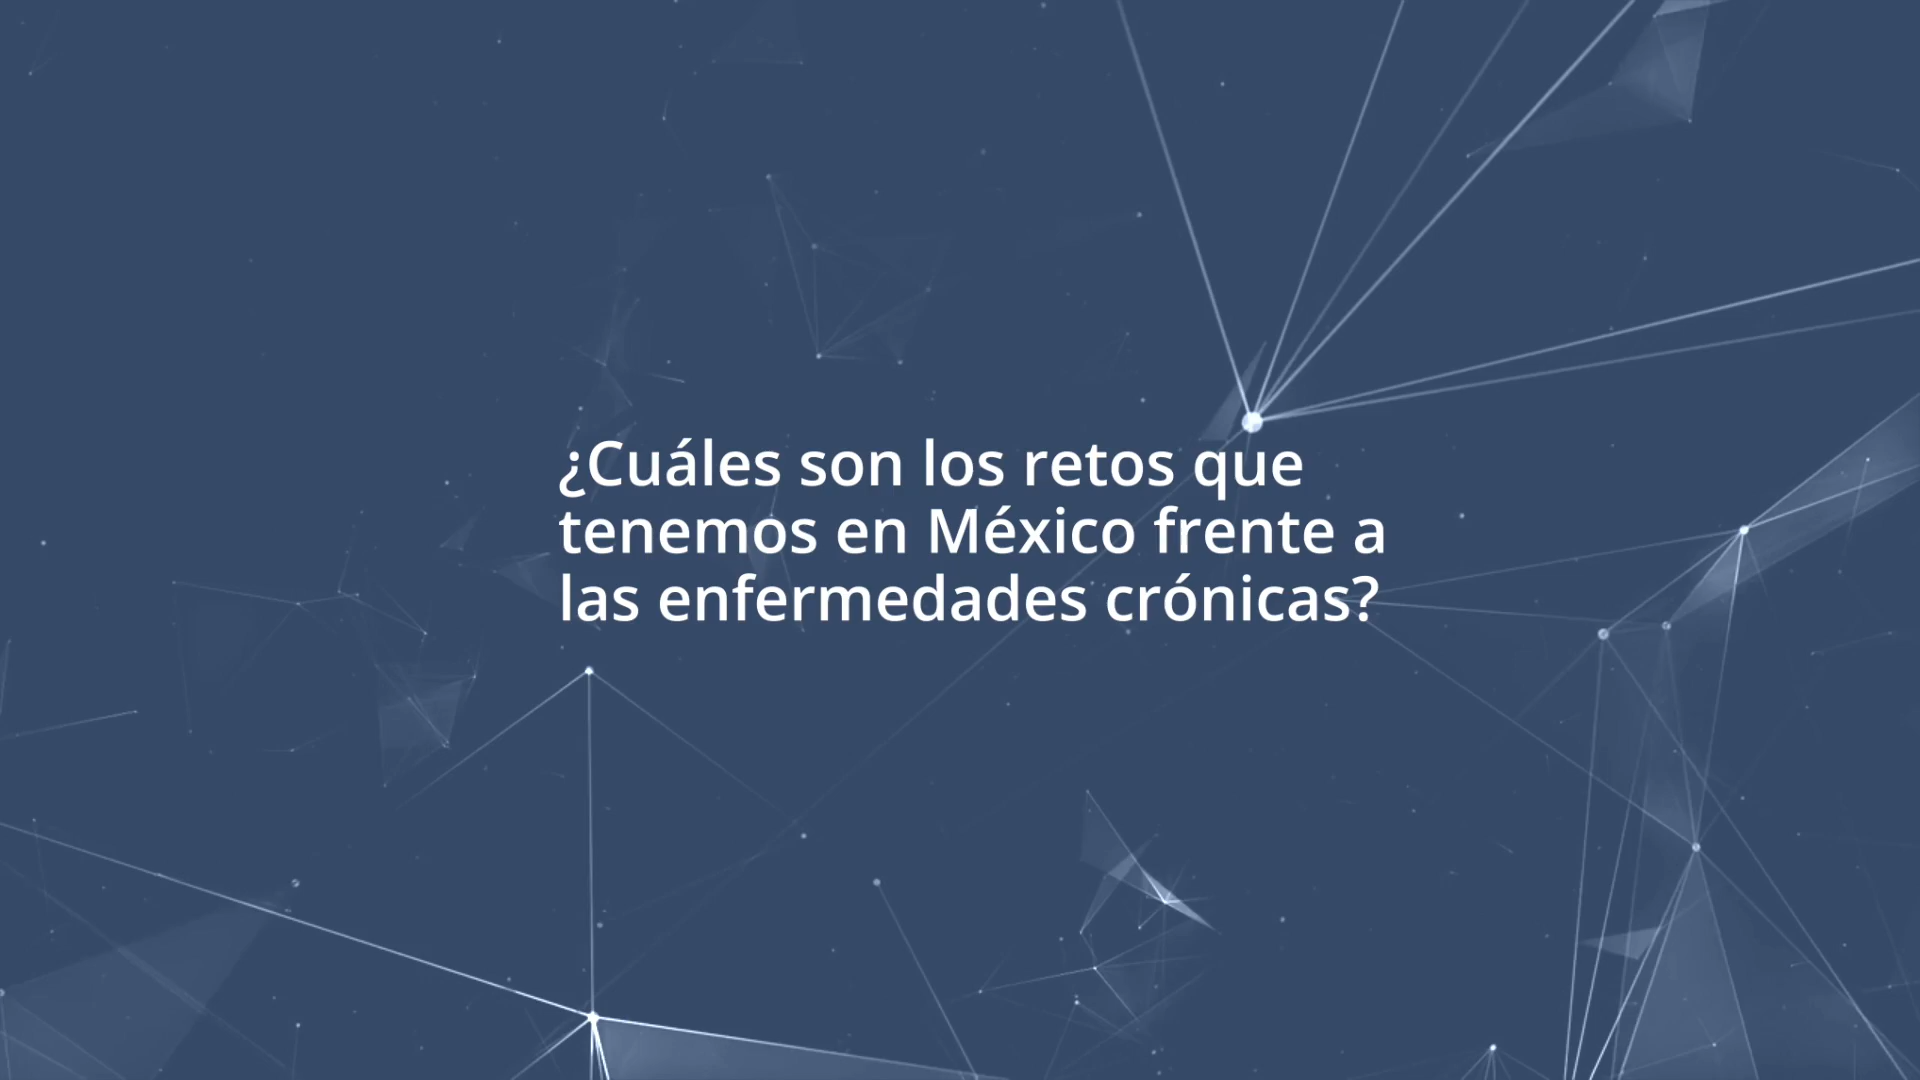 ¿Cuáles son los retos que
tenemos en México frente a
las enfermedades crónicas?